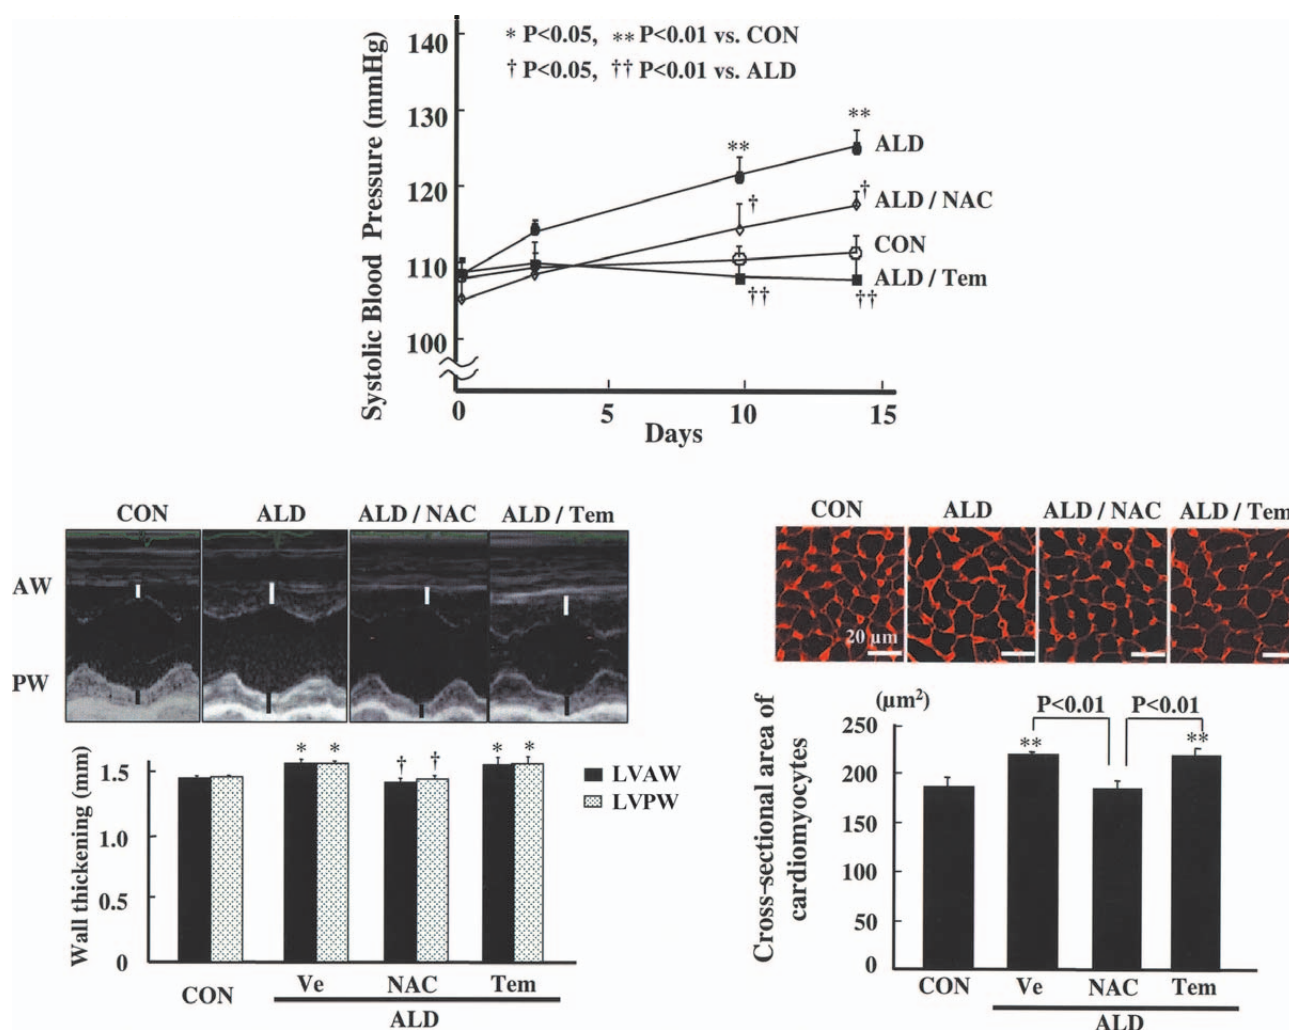 Systolic Blood Pressure (mmHg)
140
130
120
110
100
* P<0.05, ** P<0.01 vs. CON
† P<0.05, †† P<0.01 vs. ALD
**
**
ALD
†
†
ALD / NAC
CON
ALD / Tem
††
††
0
5
10
15
Days
CON
ALD
ALD / NAC
ALD / Tem
AW
PW
Wall thickening (mm)
1.5
1.0
0.5
0
*
*
†
†
*
*
LVAW
LVPW
CON
Ve
NAC
Tem
ALD
CON
ALD
ALD / NAC
ALD / Tem
20 µm
(µm²)
Cross-sectional area of
cardiomyocytes
250
200
150
100
50
0
P<0.01
P<0.01
**
**
CON
Ve
NAC
Tem
ALD